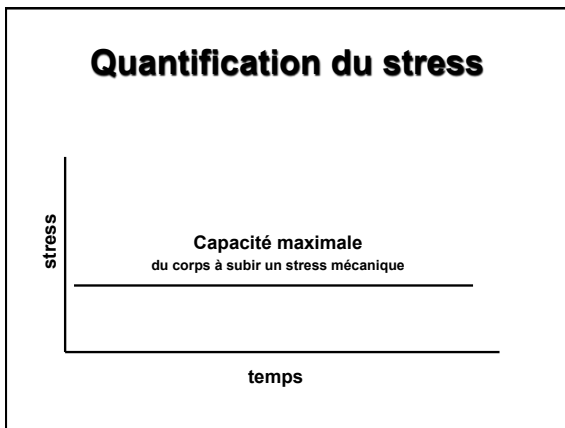 Quantification du stress
stress
Capacité maximale
du corps à subir un stress mécanique
temps